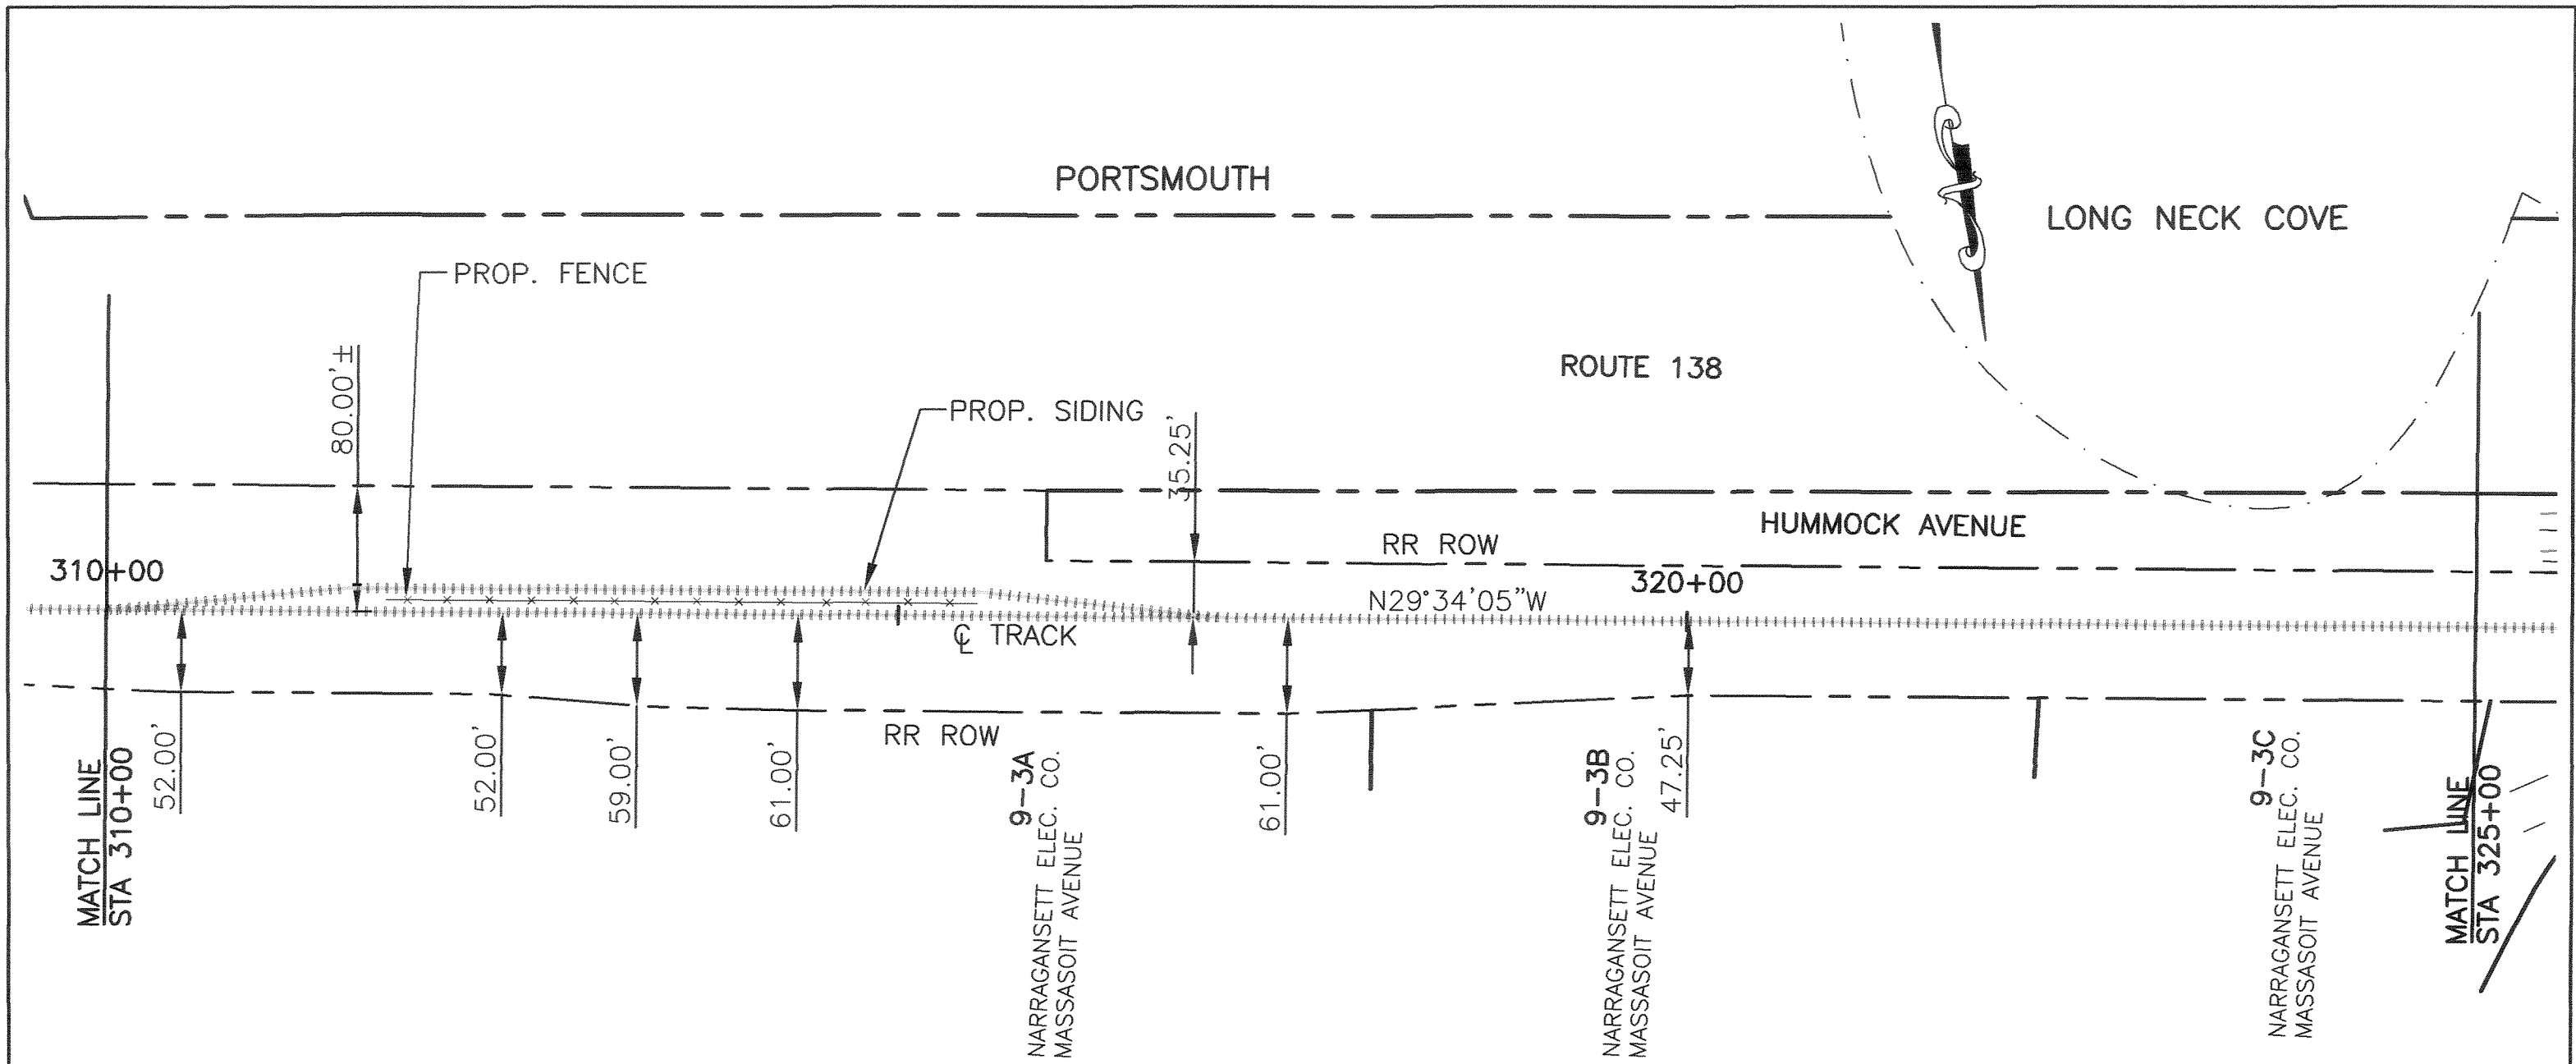 PORTSMOUTH
LONG NECK COVE
PROP. FENCE
ROUTE 138
80.00'±
PROP. SIDING
35.25'
HUMMOCK AVENUE
RR ROW
310+00
320+00
N29°34'05"W
℄ TRACK
RR ROW
MATCH LINE
STA 310+00
52.00'
52.00'
59.00'
61.00'
9-3A
NARRAGANSETT ELEC. CO.
MASSASOIT AVENUE
61.00'
9-3B
NARRAGANSETT ELEC. CO.
MASSASOIT AVENUE
47.25'
9-3C
NARRAGANSETT ELEC. CO.
MASSASOIT AVENUE
MATCH LINE
STA 325+00